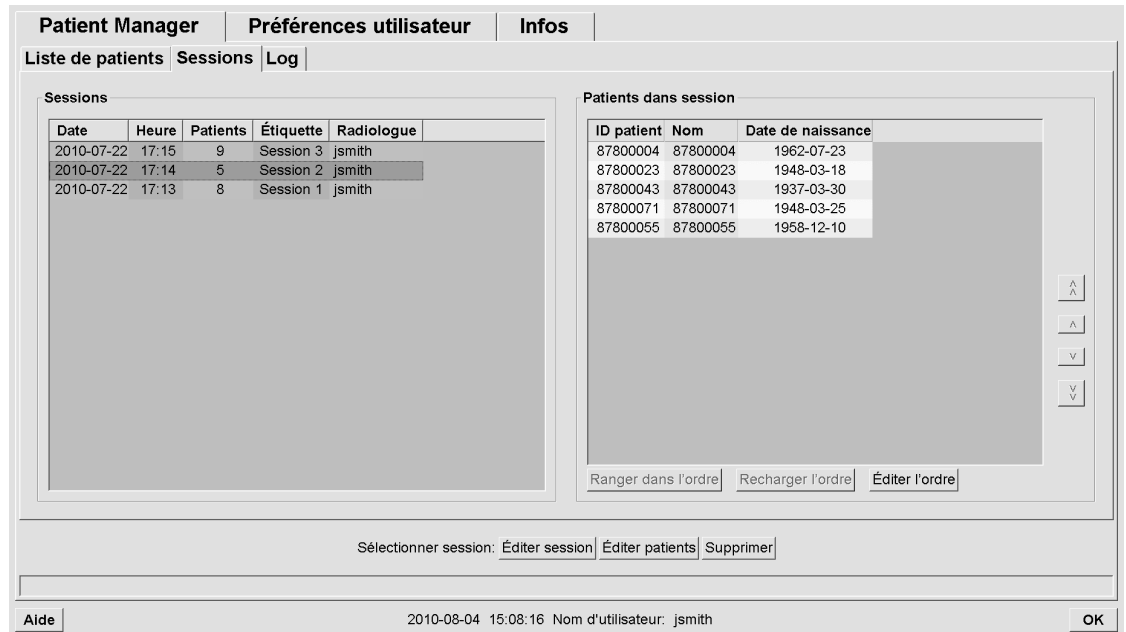 Patient Manager Préférences utilisateur Infos
Liste de patients Sessions Log
Sessions
Date Heure Patients Étiquette Radiologue
2010-07-22 17:15 9 Session 3 jsmith
2010-07-22 17:14 5 Session 2 jsmith
2010-07-22 17:13 8 Session 1 jsmith
Patients dans session
ID patient Nom Date de naissance
87800004 87800004 1962-07-23
87800023 87800023 1948-03-18
87800043 87800043 1937-03-30
87800071 87800071 1948-03-25
87800055 87800055 1958-12-10
Ranger dans l'ordre Recharger l'ordre Éditer l'ordre
Sélectionner session: Éditer session Éditer patients Supprimer
Aide 2010-08-04 15:08:16 Nom d'utilisateur: jsmith OK